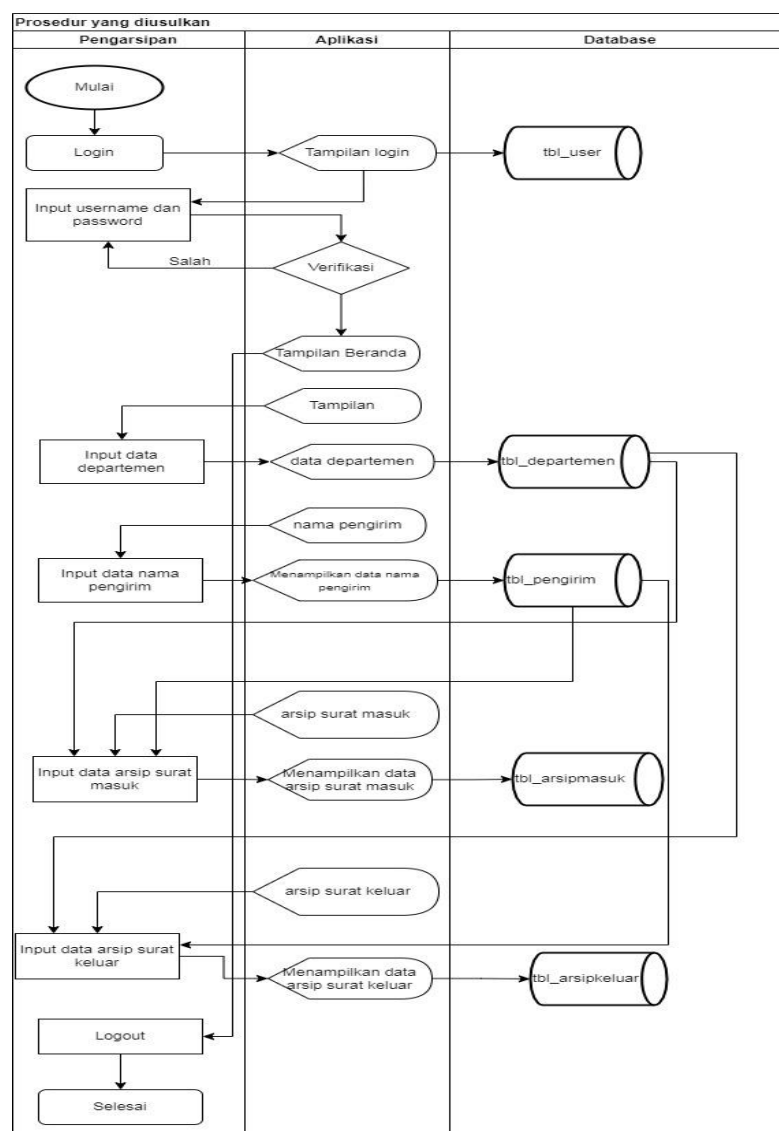 Prosedur yang diusulkan
Pengarsipan
Aplikasi
Database
Mulai
Login
Tampilan login
tbl_user
Input username dan
password
Salah
Verifikasi
Tampilan Beranda
Tampilan
Input data
departemen
data departemen
tbl_departemen
nama pengirim
Input data nama
pengirim
Menampilkan data nama
pengirim
tbl_pengirim
arsip surat masuk
Input data arsip surat
masuk
Menampilkan data
arsip surat masuk
tbl_arsipmasuk
arsip surat keluar
Input data arsip surat
keluar
Menampilkan data
arsip surat keluar
tbl_arsipkeluar
Logout
Selesai